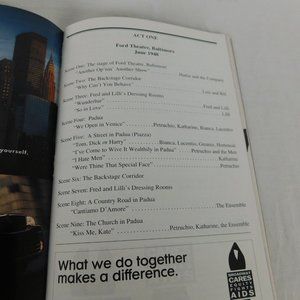 ACT ONE
Ford Theatre, Baltimore
June 1948
Scene One: The stage of Ford Theatre, Baltimore
"Another Op'nin' Another Show" Hattie and the Company
Scene Two: The Backstage Corridor
"Why Can't You Behave" Lois and Bill
Scene Three: Fred and Lilli's Dressing Rooms
"Wunderbar" Fred and Lilli
"So in Love" Lilli
Scene Four: Padua
"We Open in Venice" Petruchio, Katharine, Bianca, Lucentio
Scene Five: A Street in Padua (Piazza)
"Tom, Dick or Harry" Bianca, Lucentio, Gremio, Hortensio
"I've Come to Wive It Wealthily in Padua" Petruchio and the Men
"I Hate Men" Katharine
"Were Thine That Special Face" Petruchio
Scene Six: The Backstage Corridor
Scene Seven: Fred and Lilli's Dressing Rooms
Scene Eight: A Country Road in Padua
"Cantiamo D'Amore" The Ensemble
Scene Nine: The Church in Padua
"Kiss Me, Kate" Petruchio, Katharine, the Ensemble
yourself.
What we do together
makes a difference.
BROADWAY
CARES
EQUITY
FIGHTS
AIDS